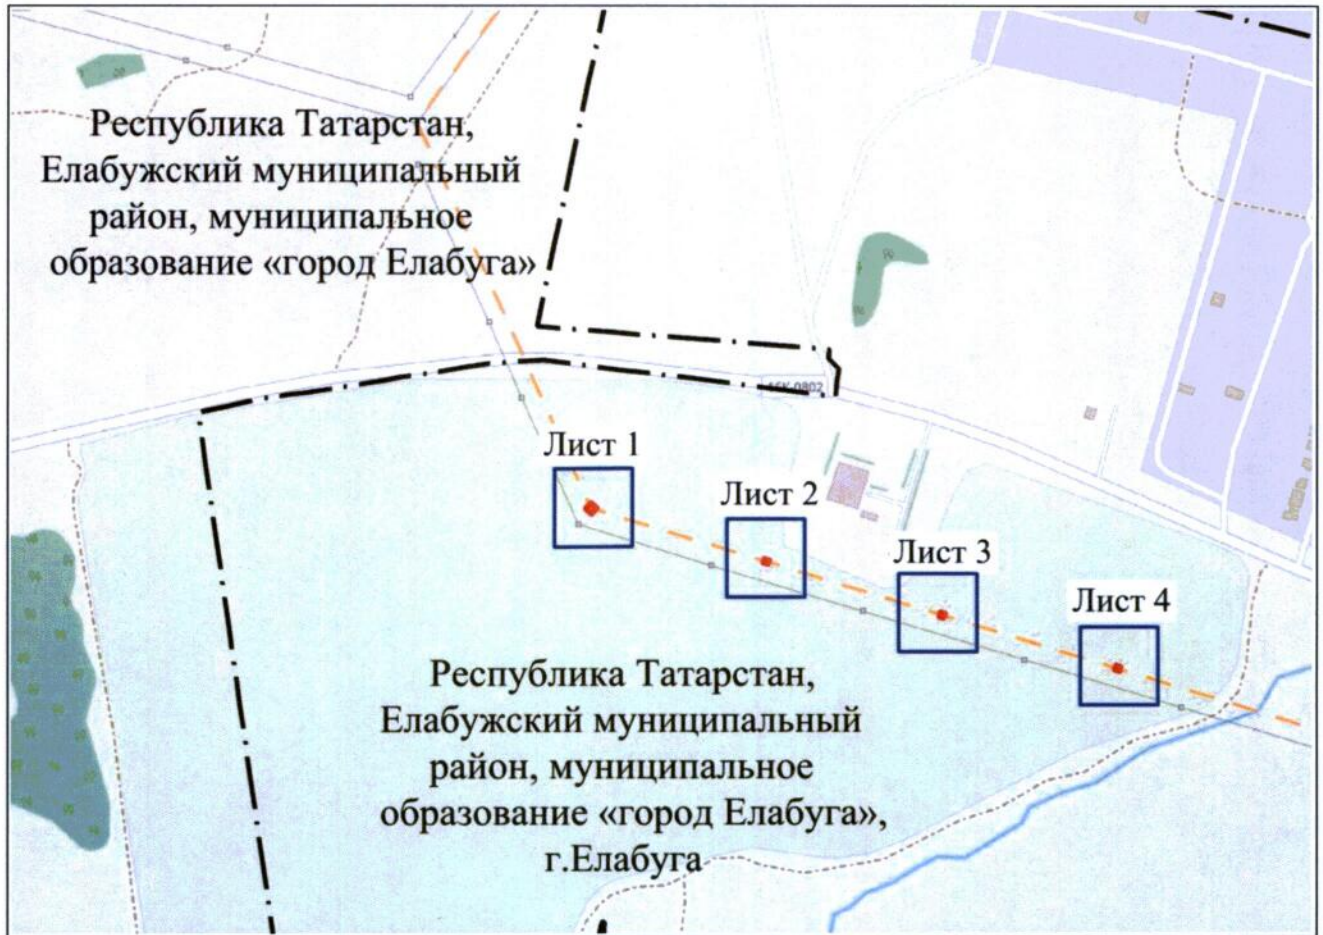 Республика Татарстан,
Елабужский муниципальный
район, муниципальное
образование «город Елабуга»
Лист 1
Лист 2
Лист 3
Лист 4
Республика Татарстан,
Елабужский муниципальный
район, муниципальное
образование «город Елабуга»,
г.Елабуга